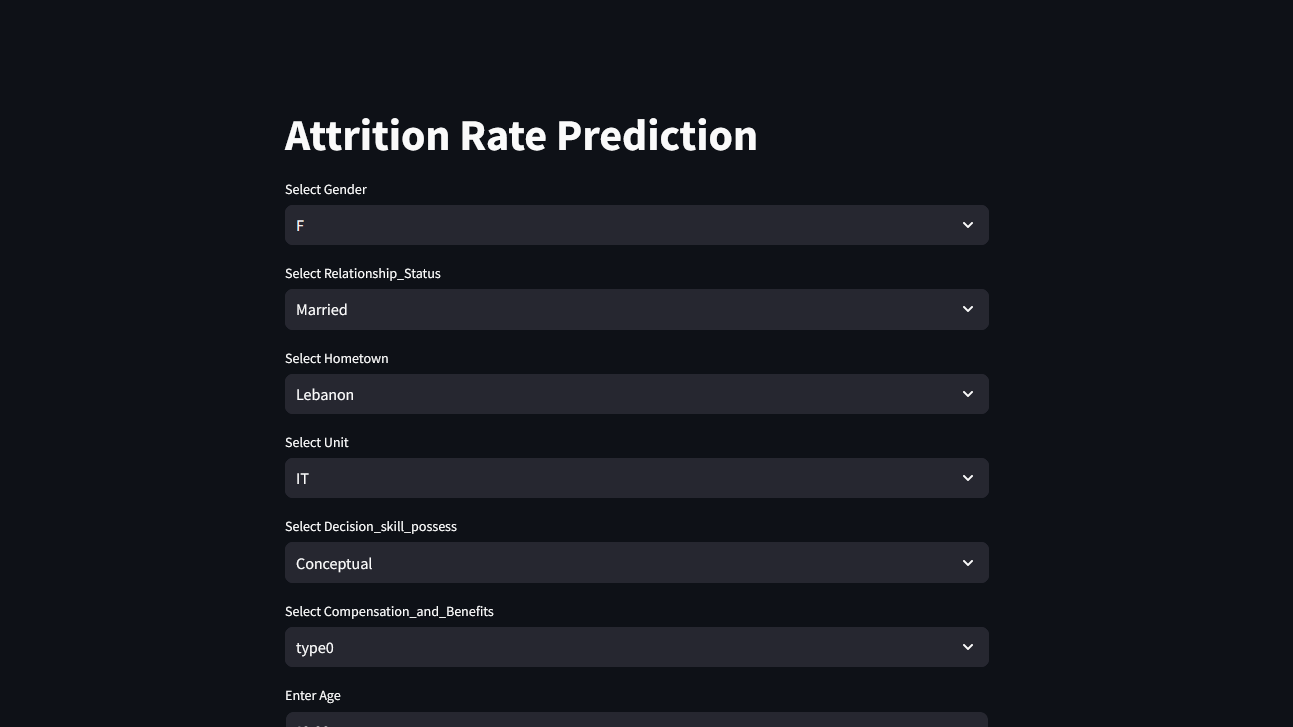 Attrition Rate Prediction
Select Gender
F
Select Relationship_Status
Married
Select Hometown
Lebanon
Select Unit
IT
Select Decision_skill_possess
Conceptual
Select Compensation_and_Benefits
type0
Enter Age